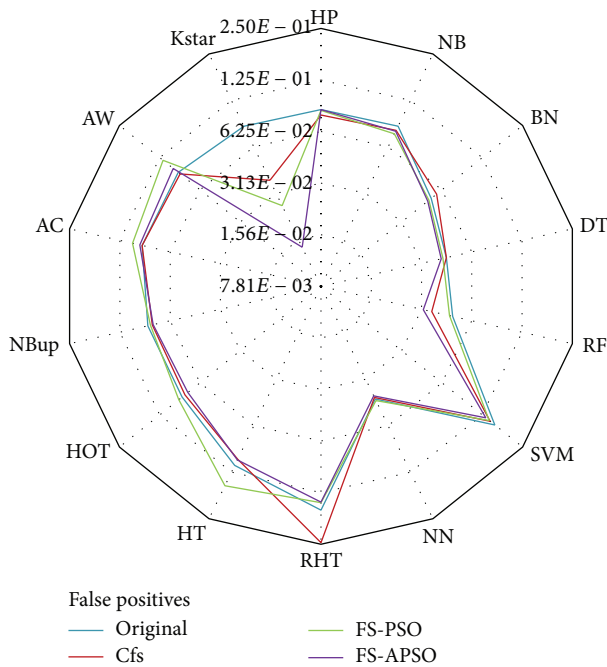 HP
NB
BN
DT
RF
SVM
NN
RHT
HT
HOT
NBup
AC
AW
Kstar
2.50E − 01
1.25E − 01
6.25E − 02
3.13E − 02
1.56E − 02
7.81E − 03
False positives
Original
Cfs
FS-PSO
FS-APSO